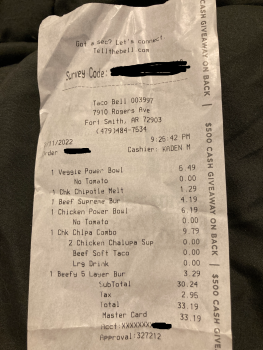 Got a sec? Let's connect
Tellthebell.com
Survey Code:
Taco Bell 003997
7910 Rogers Ave
Fort Smith, AR 72903
(479)484-7534
/11/2022 9:26:42 PM
rder Cashier: KADEN M
1 Veggie Power Bowl 6.49
No Tomato 0.00
1 Chk Chipotle Melt 1.29
1 Beef Supreme Bur 4.19
1 Chicken Power Bowl 6.19
No Tomato 0.00
1 Chk Chlpa Combo 9.79
2 Chicken Chalupa Sup 0.00
Beef Soft Taco 0.00
Lrg Drink 0.00
1 Beefy 5 Layer Bur 3.29
SubTotal 30.24
Tax 2.95
Total 33.19
Master Card 33.19
Acct:XXXXXXXX
Approval:327212
CASH GIVEAWAY ON BACK |
$500 CASH GIVEAWAY ON BACK |
$500 CASH